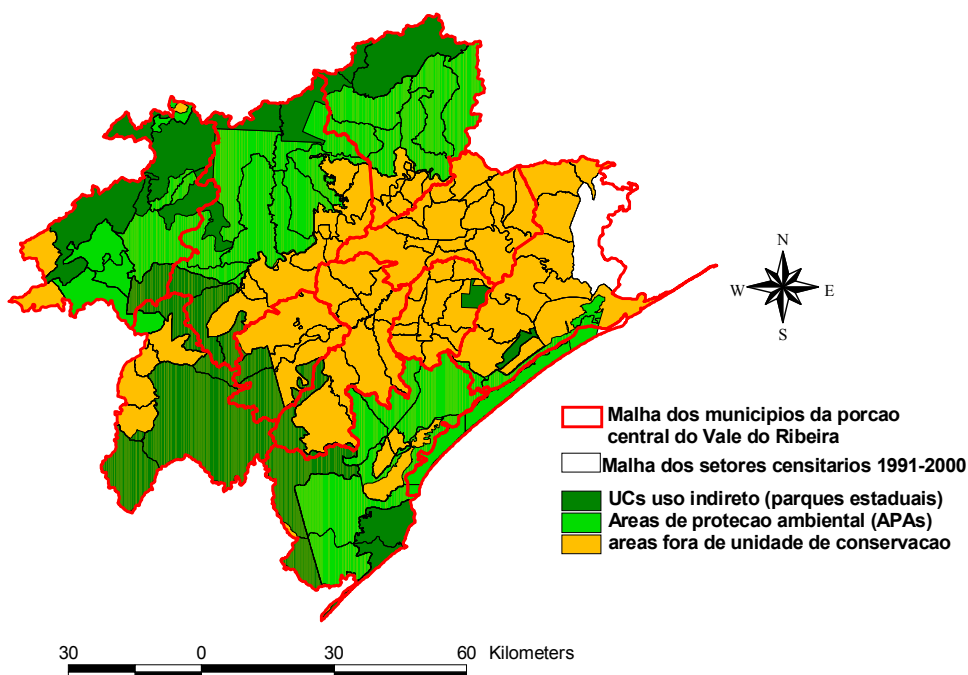 N
W E
S
Malha dos municipios da porcao
central do Vale do Ribeira
Malha dos setores censitarios 1991-2000
UCs uso indireto (parques estaduais)
Areas de protecao ambiental (APAs)
areas fora de unidade de conservacao
30 0 30 60 Kilometers